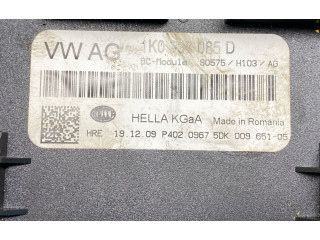 VW AG 1K0 085 D
BC-Module 90575/H103/AG
HELLA KGaA Made in Romania
HRE 19.12.09 P402 0967 5DK 009 651-05